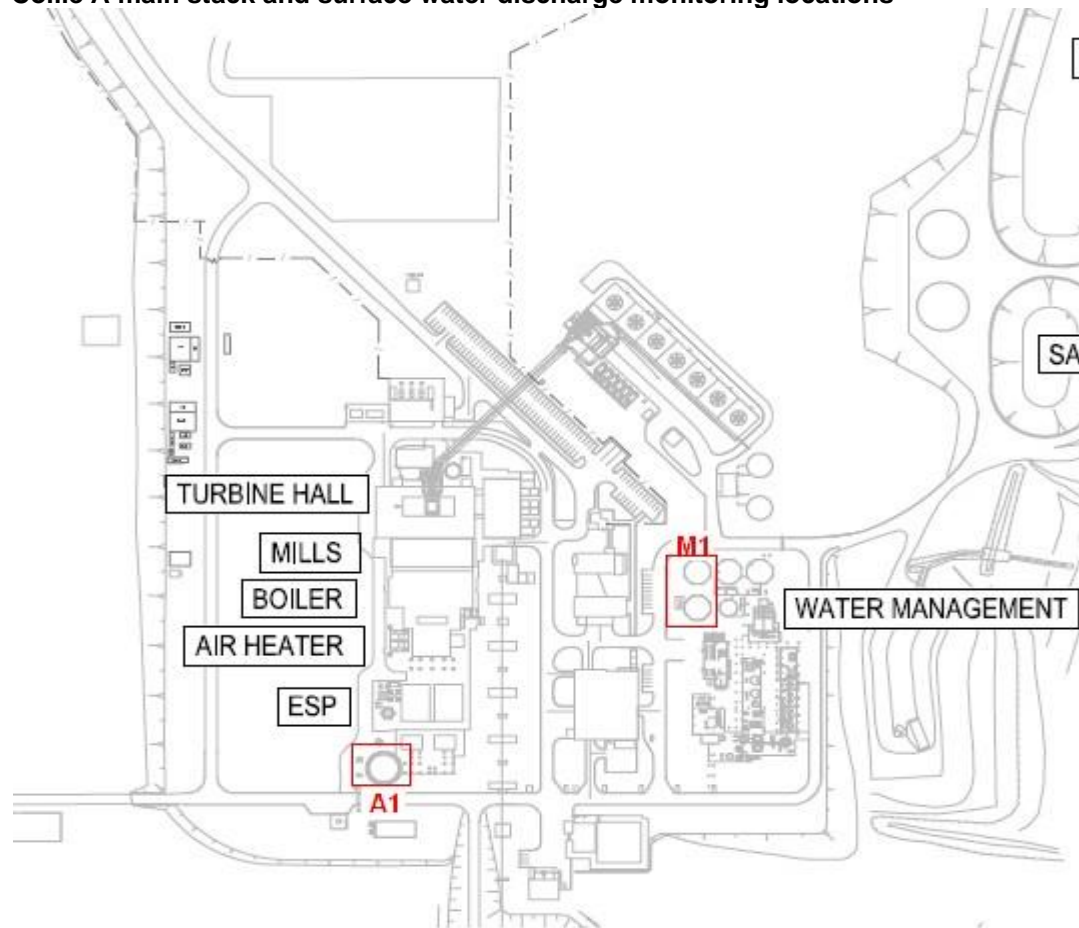 Collie A main stack and surface water discharge monitoring locations
SA
TURBINE HALL
M1
MILLS
BOILER
WATER MANAGEMENT
AIR HEATER
ESP
A1